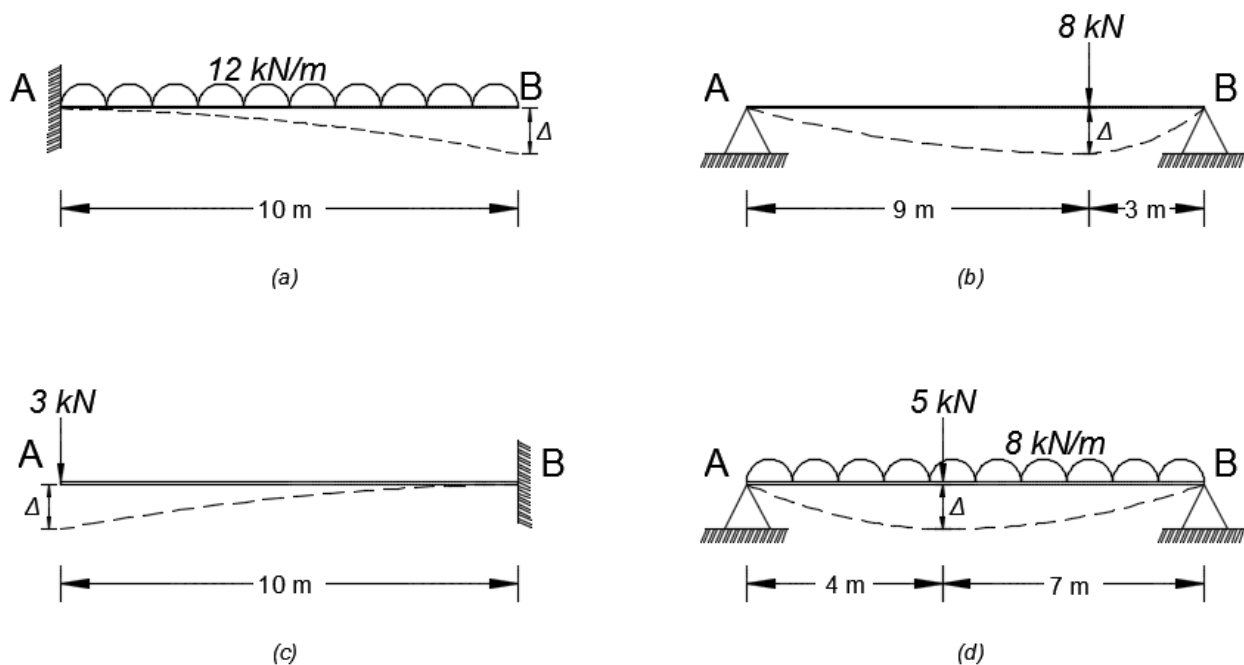 A 12 kN/m B
Δ
10 m
(a)
8 kN
A B
Δ
9 m 3 m
(b)
3 kN
A B
Δ
10 m
(c)
5 kN
A 8 kN/m B
Δ
4 m 7 m
(d)